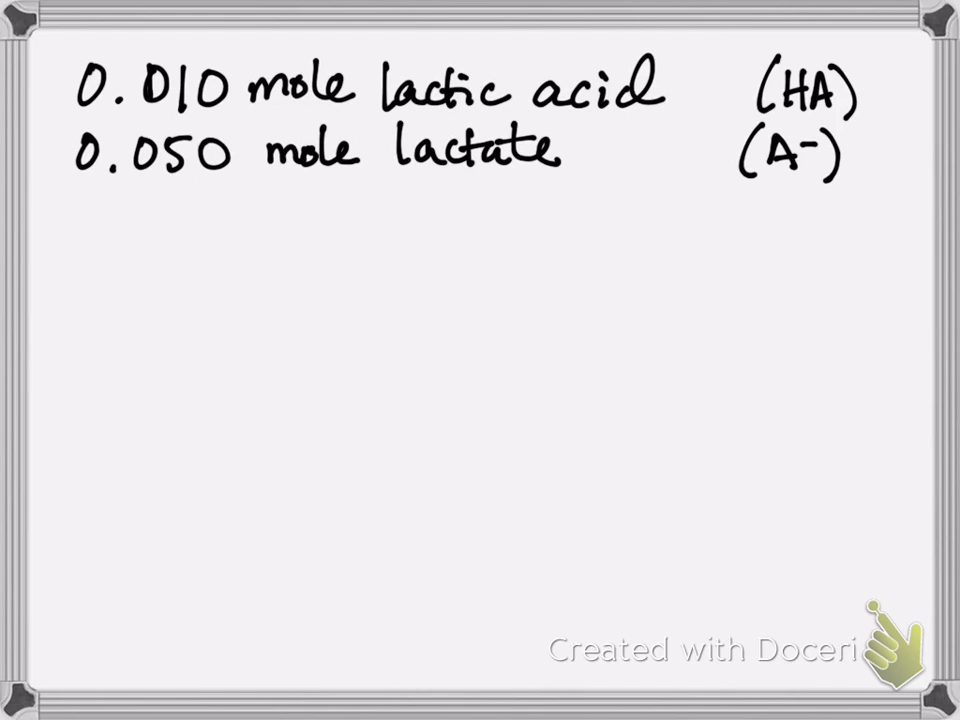 0.010 mole lactic acid (HA)
0.050 mole lactate (A-)
Created with Doceri